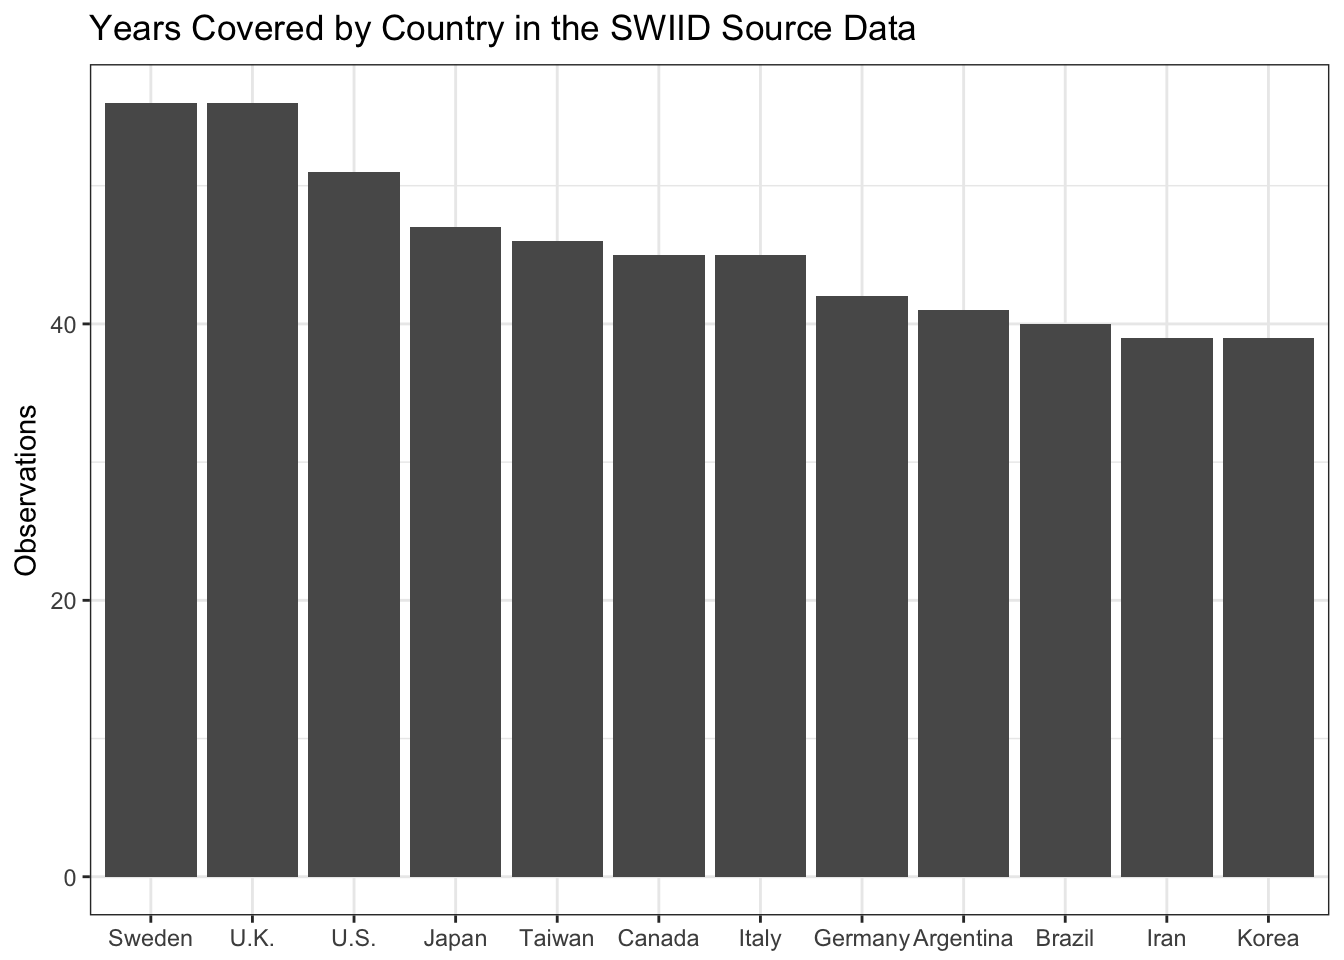 Years Covered by Country in the SWIID Source Data
Observations
40
20
0
Sweden U.K. U.S. Japan Taiwan Canada Italy Germany Argentina Brazil Iran Korea